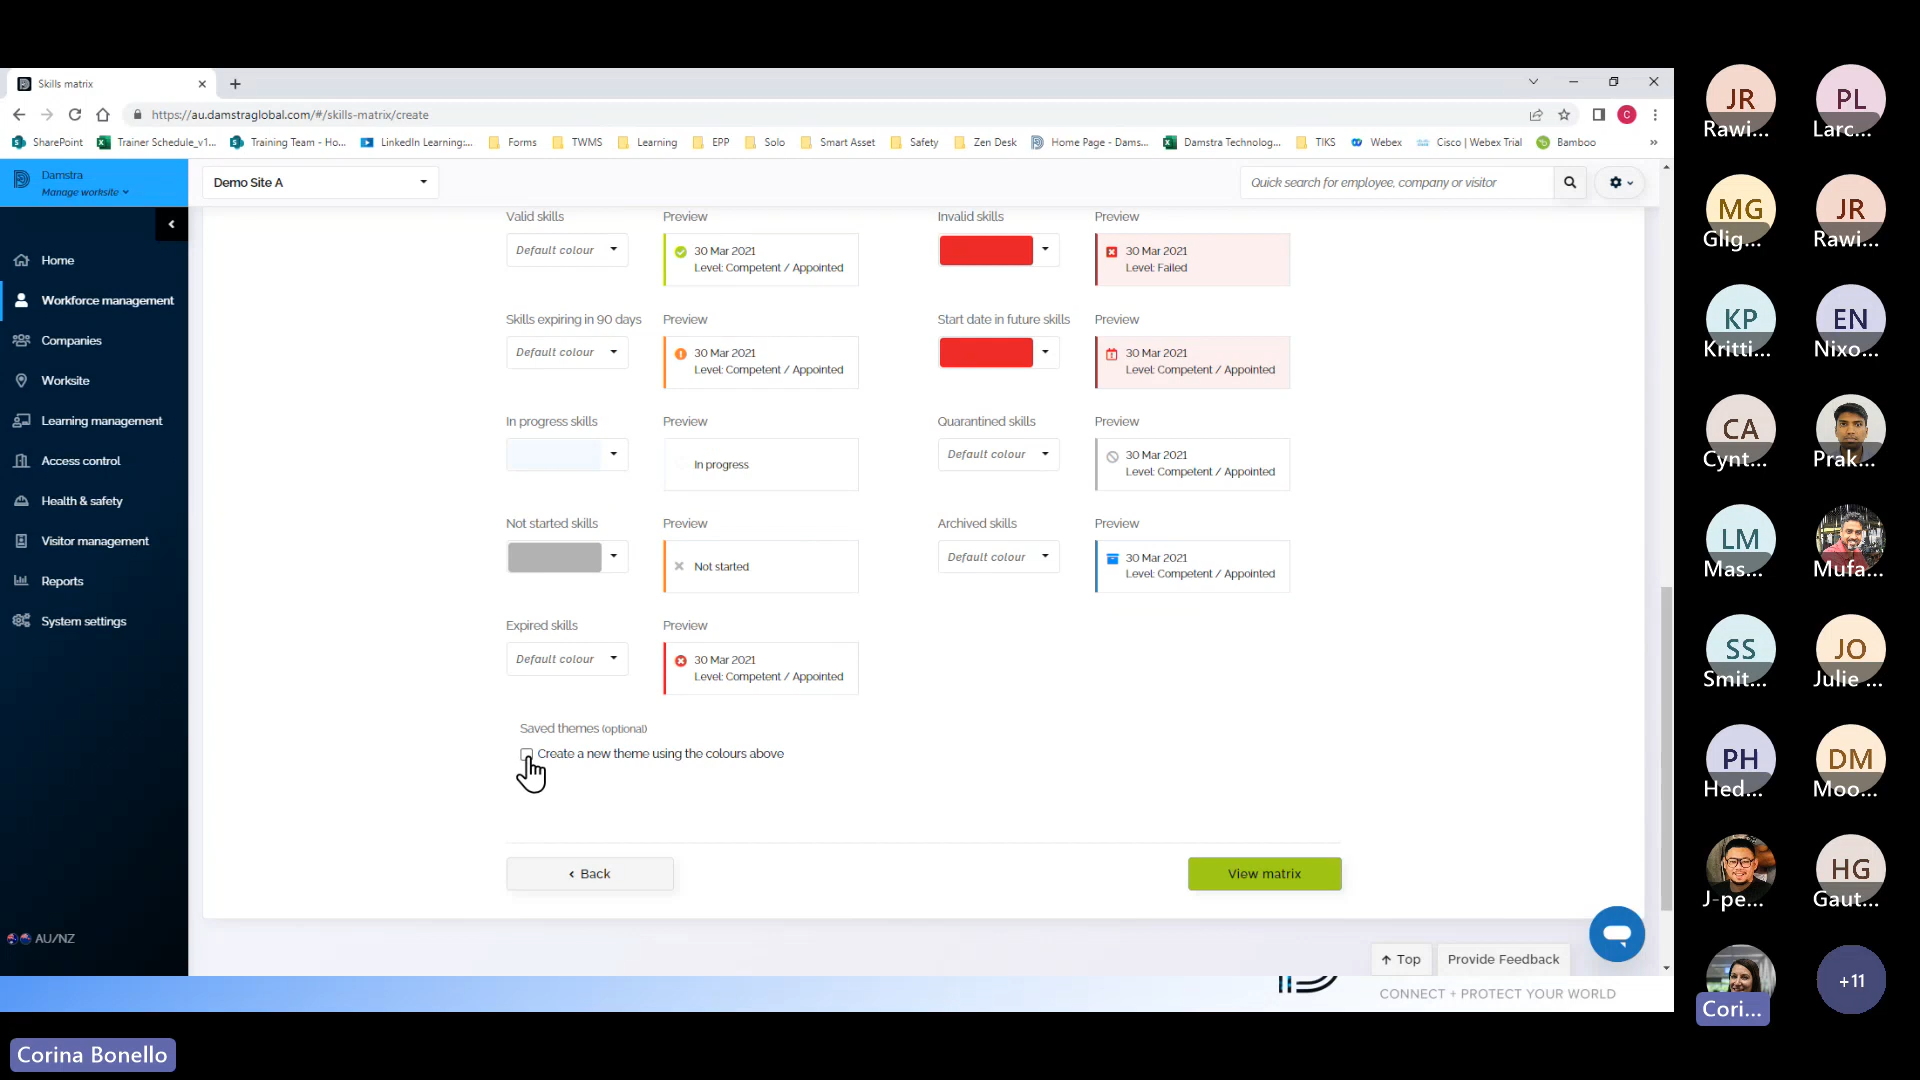 Skills matrix
https://au.damstraglobal.com/#/skills-matrix/create
SharePoint
Trainer Schedule_v1...
Training Team - Ho...
LinkedIn Learning:...
Forms
TWMS
Learning
EPP
Solo
Smart Asset
Safety
Zen Desk
Home Page - Dams...
Damstra Technolog...
TIKS
Webex
Cisco | Webex Trial
Bamboo
»
C
Damstra
Manage worksite
Demo Site A
Quick search for employee, company or visitor
Home
Workforce management
Companies
Worksite
Learning management
Access control
Health & safety
Visitor management
Reports
System settings
AU/NZ
Valid skills
Preview
Invalid skills
Preview
Default colour
30 Mar 2021
Level: Competent / Appointed
30 Mar 2021
Level: Failed
Skills expiring in 90 days
Preview
Start date in future skills
Preview
Default colour
30 Mar 2021
Level: Competent / Appointed
30 Mar 2021
Level: Competent / Appointed
In progress skills
Preview
Quarantined skills
Preview
In progress
Default colour
30 Mar 2021
Level: Competent / Appointed
Not started skills
Preview
Archived skills
Preview
Not started
Default colour
30 Mar 2021
Level: Competent / Appointed
Expired skills
Preview
Default colour
30 Mar 2021
Level: Competent / Appointed
Saved themes (optional)
Create a new theme using the colours above
‹ Back
View matrix
↑ Top
Provide Feedback
CONNECT + PROTECT YOUR WORLD
Corina Bonello
JR
Rawi...
PL
Larc...
MG
Glig...
JR
Rawi...
KP
Kritti...
EN
Nixo...
CA
Cynt...
Prak...
LM
Mas...
Mufa...
SS
Smit...
JO
Julie ...
PH
Hed...
DM
Moo...
J-pe...
HG
Gaut...
Cori...
+11